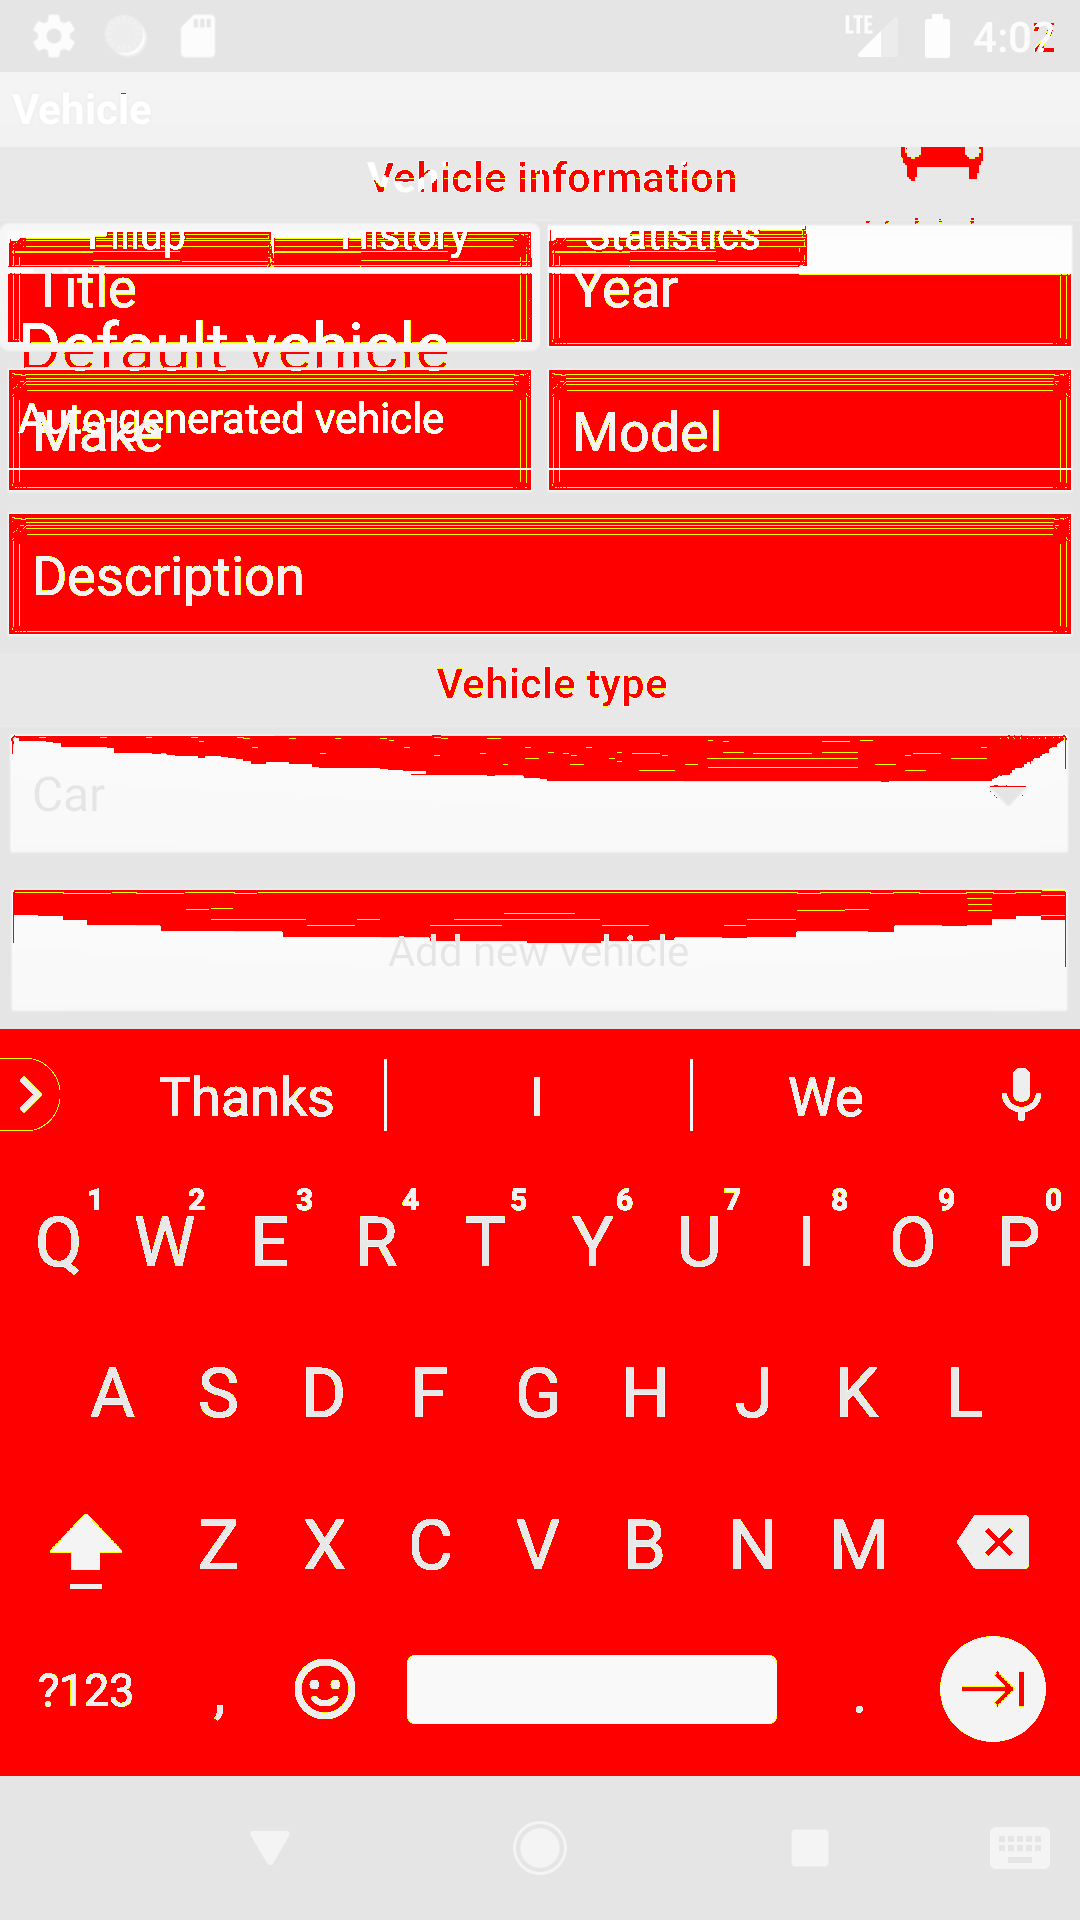 LTE 4:02
Vehicle
Vehicle information
Fillup History Statistics
Title Year
Default vehicle
Auto-generated vehicle
Make Model
Description
Vehicle type
Car
Add new vehicle
Thanks I We
1 2 3 4 5 6 7 8 9 0
Q W E R T Y U I O P
A S D F G H J K L
Z X C V B N M
?123 , .